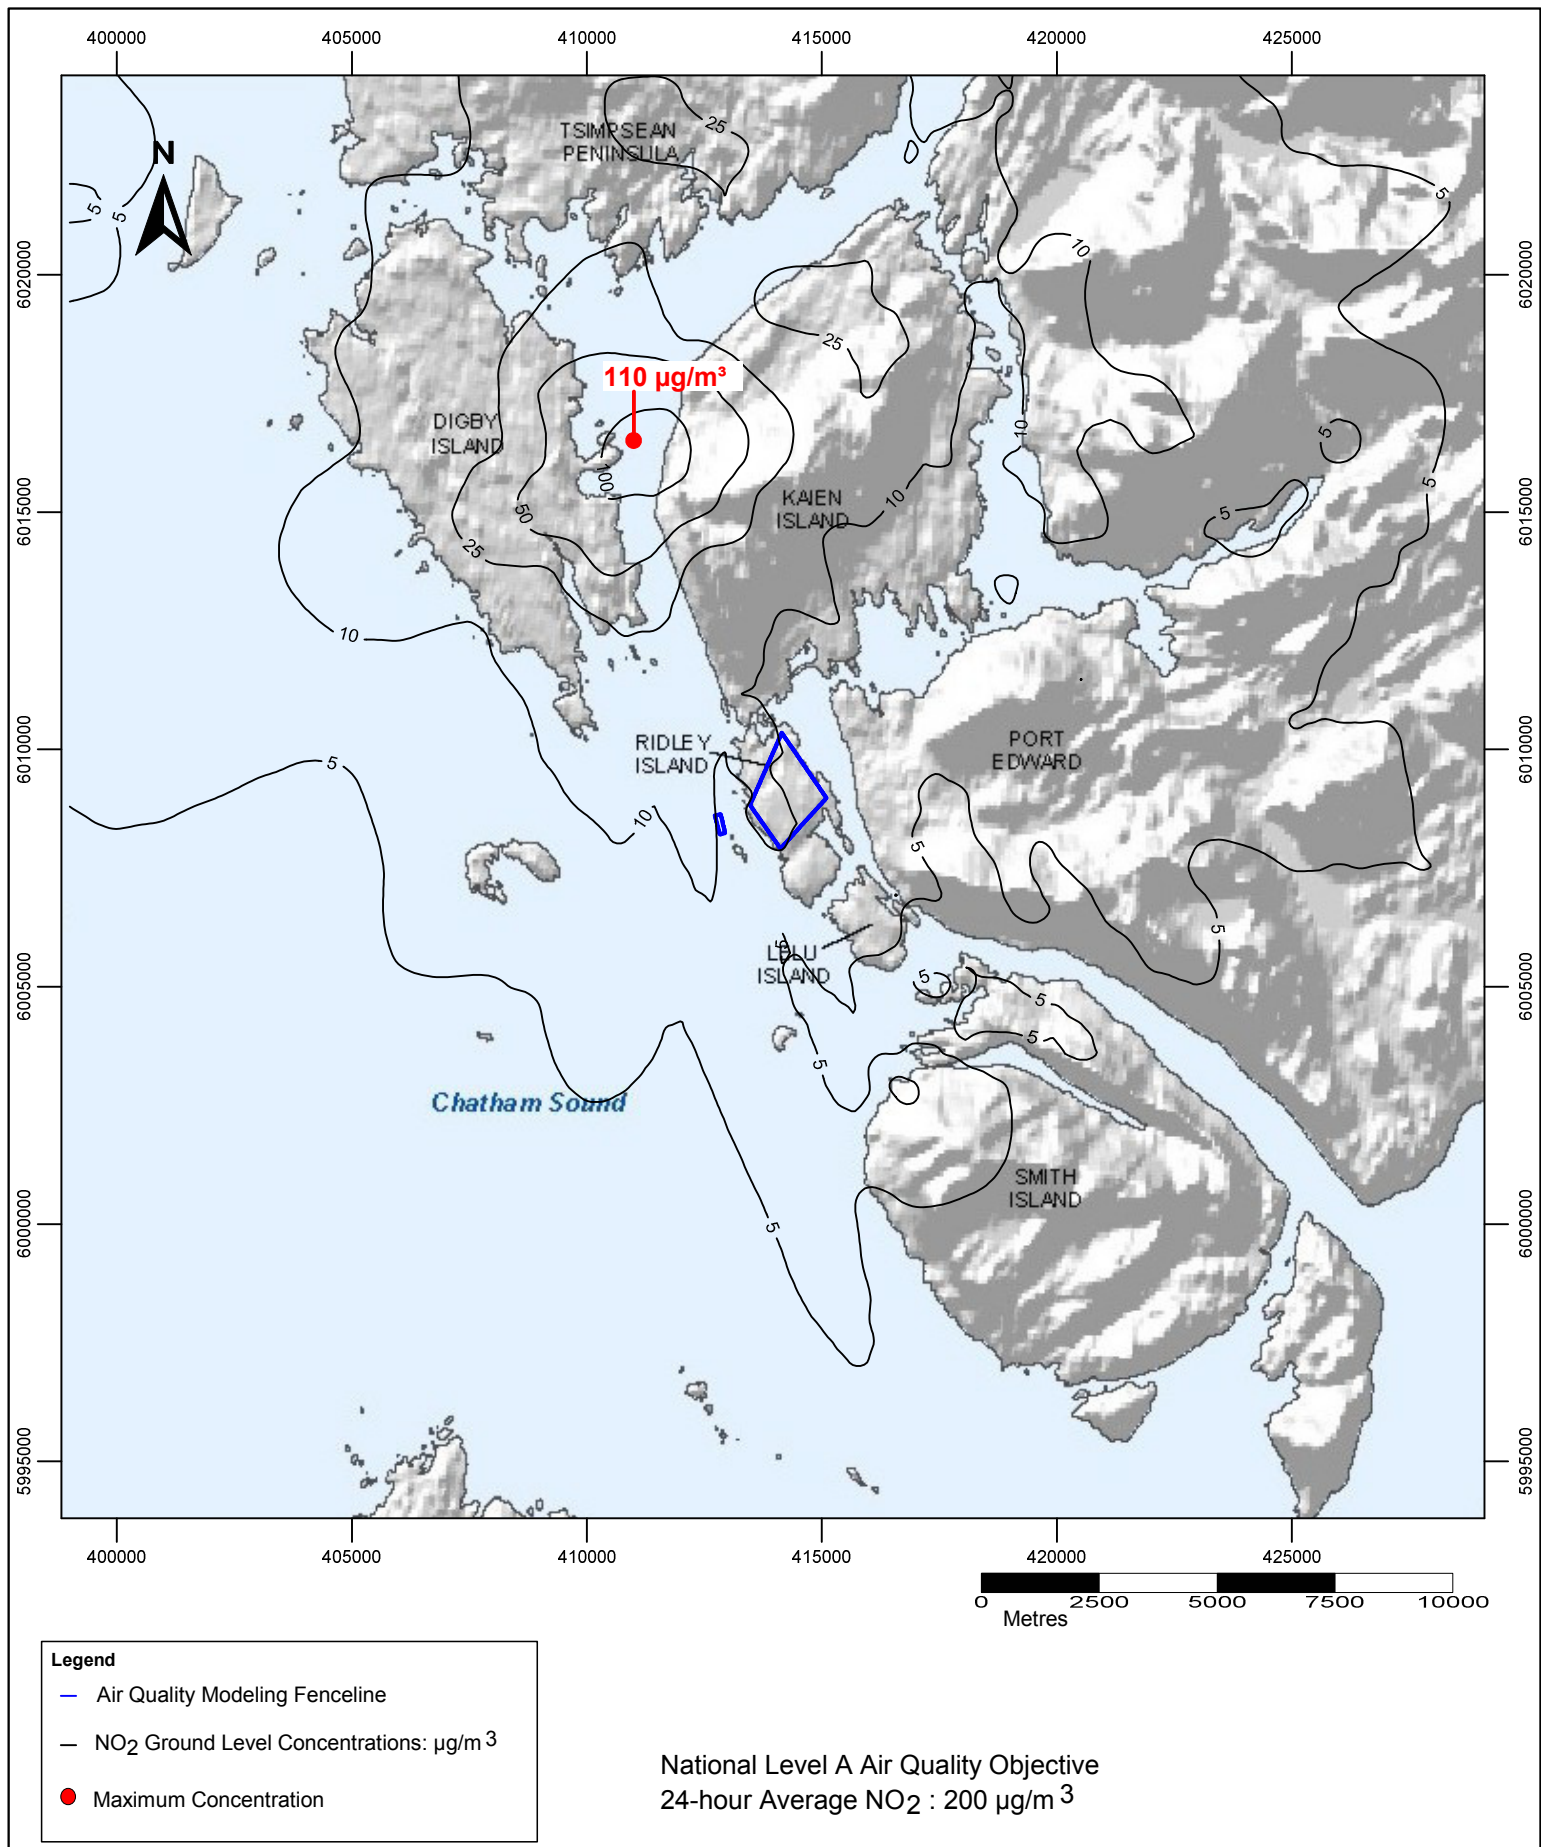 400000 405000 410000 415000 420000 425000
TSIMPSEAN
PENINSULA
25
N
5
5
5
10
6020000
6020000
25
110 µg/m³
DIGBY
ISLAND
10
5
100
KAIEN
ISLAND
10
5
5
50
6015000
6015000
25
10
RIDLEY
ISLAND
PORT
EDWARD
6010000
6010000
5
10
5
5
5
LELU
ISLAND
5
5
6005000
6005000
5
5
Chatham Sound
SMITH
ISLAND
5
6000000
6000000
5995000
5995000
400000 405000 410000 415000 420000 425000
0 2500 5000 7500 10000
Metres
Legend
Air Quality Modeling Fenceline
NO2 Ground Level Concentrations: µg/m 3
Maximum Concentration
National Level A Air Quality Objective
24-hour Average NO2 : 200 µg/m 3